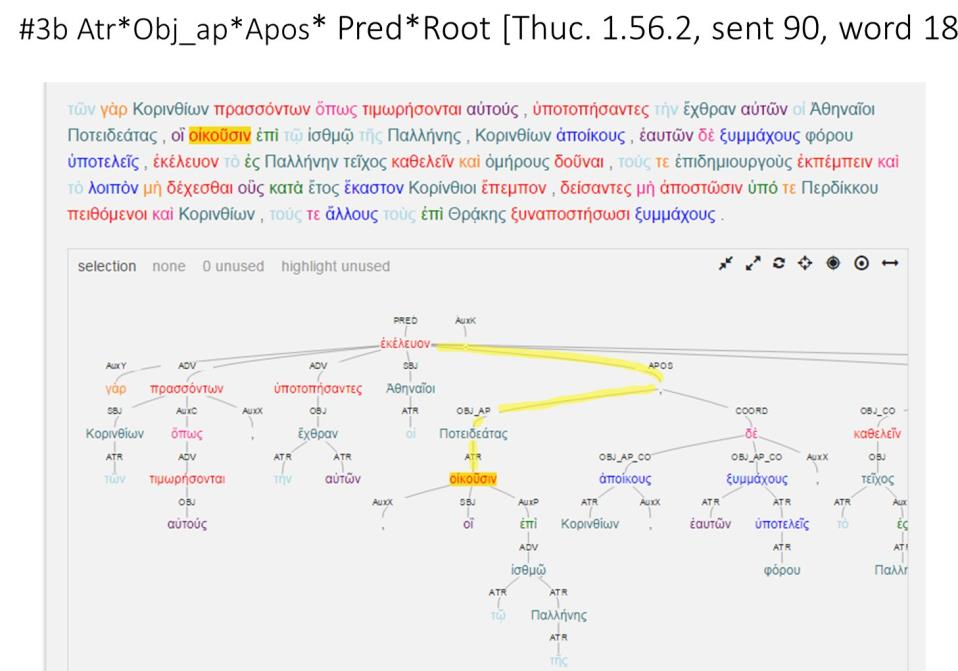 #3b Atr*Obj_ap*Apos* Pred*Root [Thuc. 1.56.2, sent 90, word 18
τῶν γὰρ Κορινθίων πρασσόντων ὅπως τιμωρήσονται αὐτούς , ὑποτοπήσαντες τὴν ἔχθραν αὐτῶν οἱ Ἀθηναῖοι
Ποτειδεάτας , οἳ οἰκοῦσιν ἐπὶ τῷ ἰσθμῷ τῆς Παλλήνης , Κορινθίων ἀποίκους , ἑαυτῶν δὲ ξυμμάχους φόρου
ὑποτελεῖς , ἐκέλευον τὸ ἐς Παλλήνην τεῖχος καθελεῖν καὶ ὁμήρους δοῦναι , τούς τε ἐπιδημιουργοὺς ἐκπέμπειν καὶ
τὸ λοιπὸν μὴ δέχεσθαι οὓς κατὰ ἔτος ἕκαστον Κορίνθιοι ἔπεμπον , δείσαντες μὴ ἀποστῶσιν ὑπό τε Περδίκκου
πειθόμενοι καὶ Κορινθίων , τούς τε ἄλλους τοὺς ἐπὶ Θρᾴκης ξυναποστήσωσι ξυμμάχους .
selection none 0 unused highlight unused
PRED AuxK
ἐκέλευον .
AuxY ADV ADV SBJ APOS
γὰρ πρασσόντων ὑποτοπήσαντες Ἀθηναῖοι ,
SBJ AuxC AuxX OBJ ATR OBJ_AP COORD OBJ_CO
Κορινθίων ὅπως , ἔχθραν οἱ Ποτειδεάτας δὲ καθελεῖν
ATR ADV ATR ATR ATR OBJ_AP_CO OBJ_AP_CO AuxX OBJ
τῶν τιμωρήσονται τὴν αὐτῶν οἰκοῦσιν ἀποίκους ξυμμάχους , τεῖχος
OBJ AuxX SBJ AuxP ATR AuxX ATR ATR ATR Aux
αὐτούς , οἳ ἐπὶ Κορινθίων , ἑαυτῶν ὑποτελεῖς τὸ ἐς
ADV ATR AT
ἰσθμῷ φόρου Παλλη
ATR ATR
τῷ Παλλήνης
ATR
τῆς